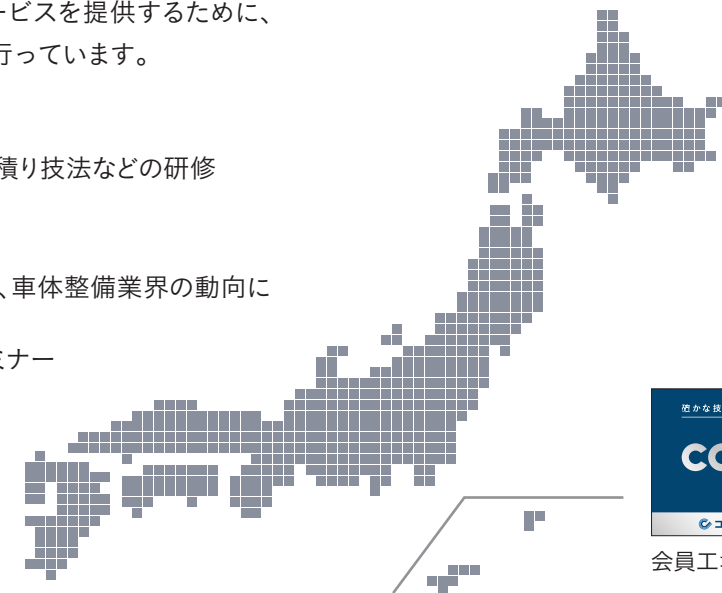 ービスを提供するために、
行っています。
積り技法などの研修
、車体整備業界の動向に
ミナー
確かな技
CO
コ
会員工